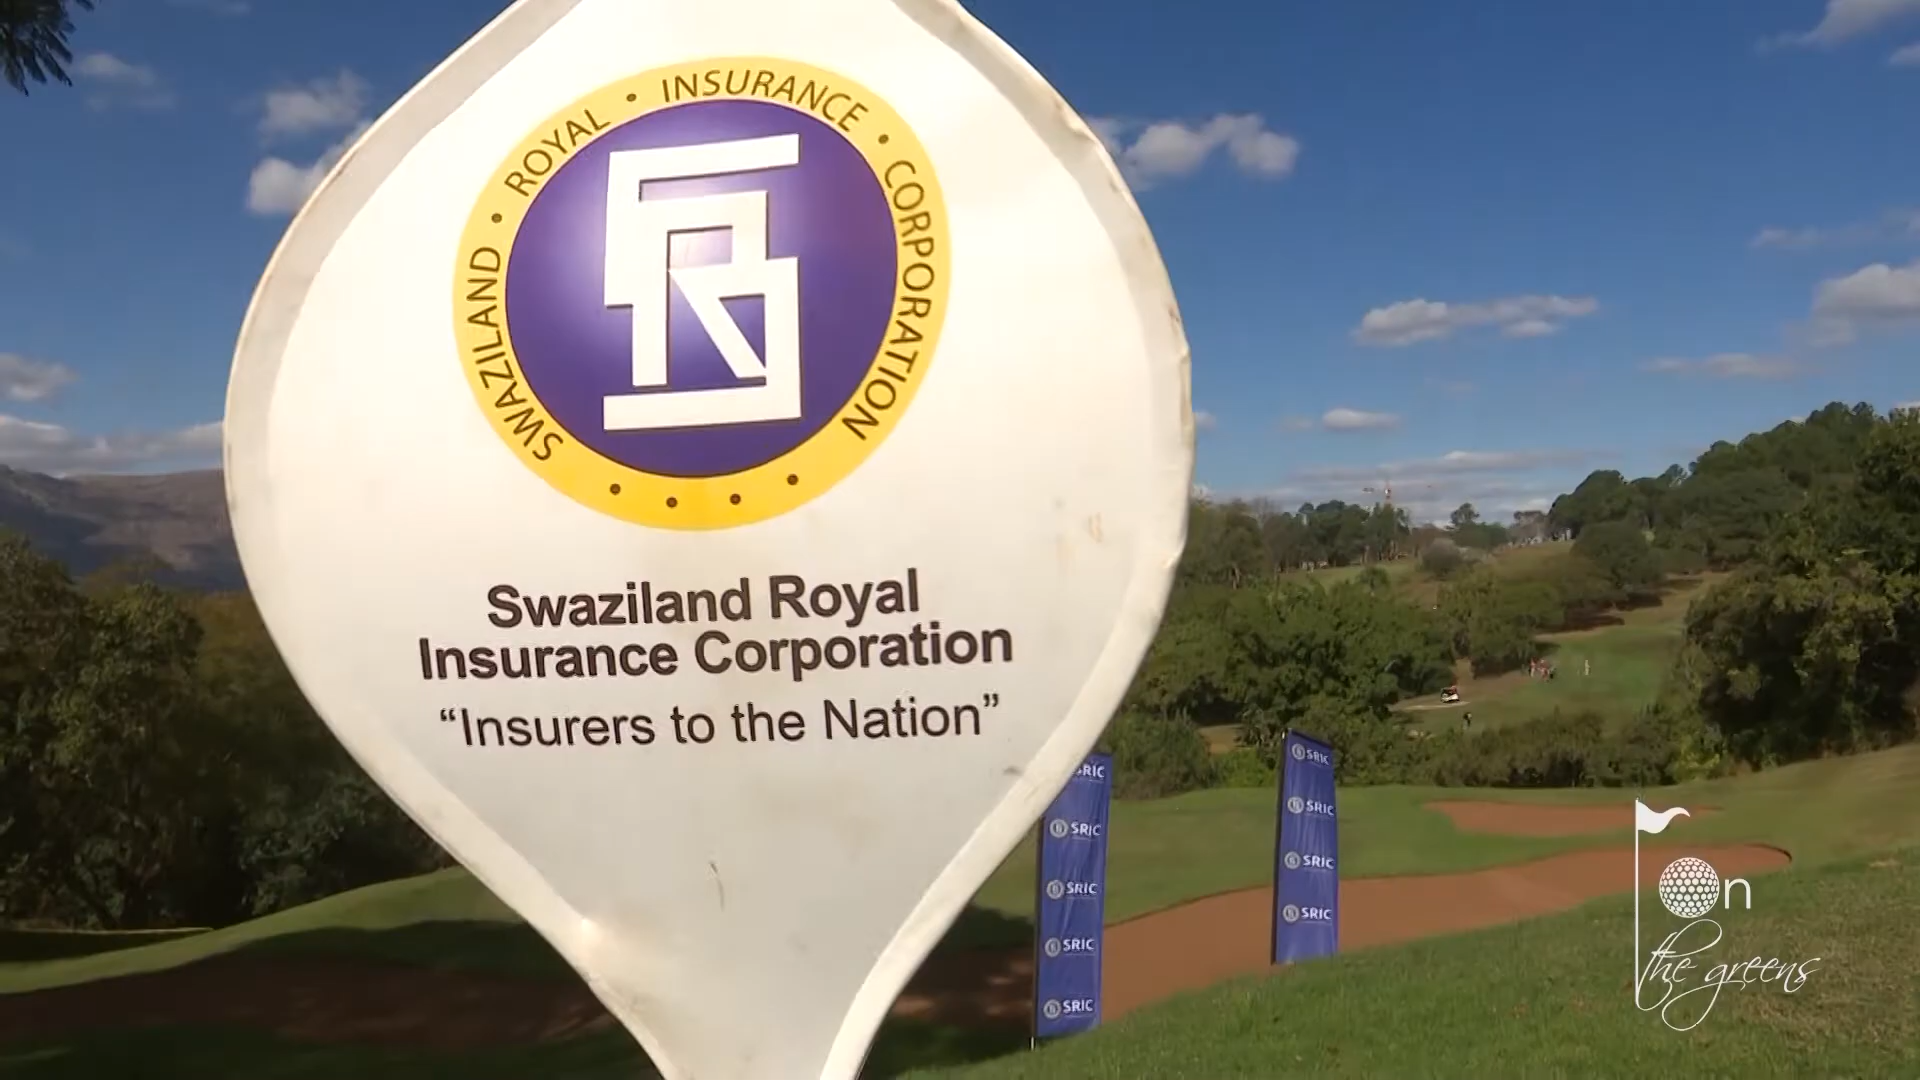 SWAZILAND • ROYAL • INSURANCE • CORPORATION
Swaziland Royal
Insurance Corporation
“Insurers to the Nation”
SRIC
SRIC
SRIC
SRIC
SRIC
SRIC
SRIC
SRIC
SRIC
On
the greens